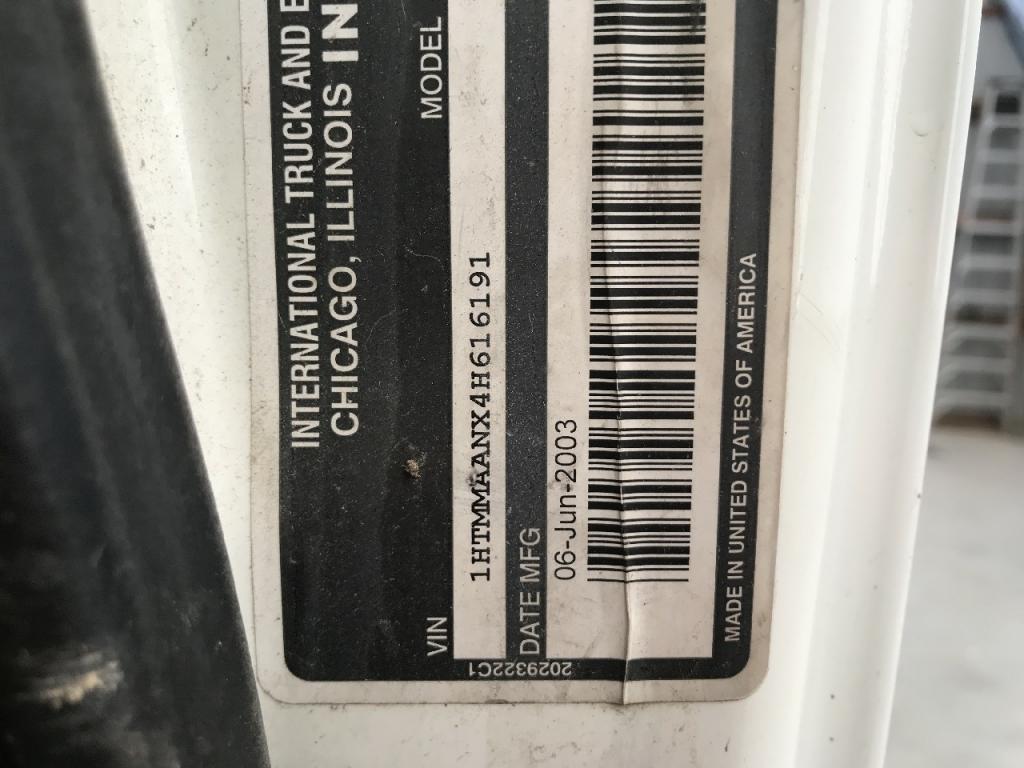 INTERNATIONAL TRUCK AND E
CHICAGO, ILLINOIS IN
VIN MODEL
1HTMMAANX4H616191
DATE MFG
06-Jun-2003
MADE IN UNITED STATES OF AMERICA
2029322C1